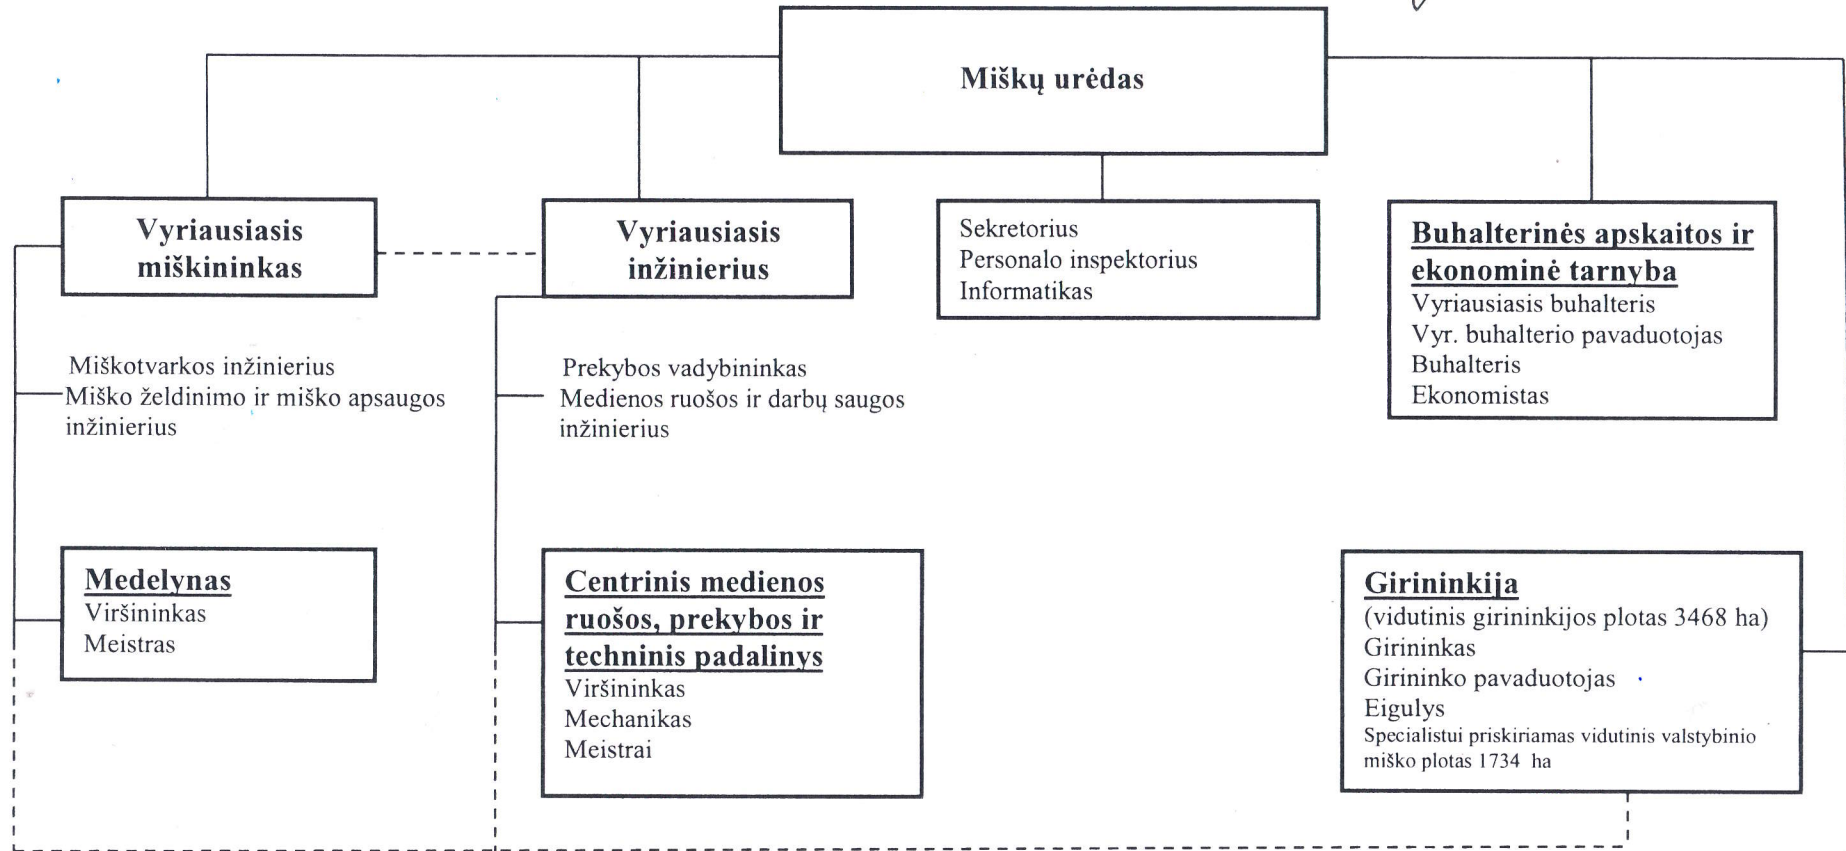 Miškų urėdas
Vyriausiasis
miškininkas
Vyriausiasis
inžinierius
Sekretorius
Personalo inspektorius
Informatikas
Buhalterinės apskaitos ir
ekonominė tarnyba
Vyriausiasis buhalteris
Vyr. buhalterio pavaduotojas
Buhalteris
Ekonomistas
Miškotvarkos inžinierius
Miško želdinimo ir miško apsaugos
inžinierius
Prekybos vadybininkas
Medienos ruošos ir darbų saugos
inžinierius
Medelynas
Viršininkas
Meistras
Centrinis medienos
ruošos, prekybos ir
techninis padalinys
Viršininkas
Mechanikas
Meistrai
Girininkija
(vidutinis girininkijos plotas 3468 ha)
Girininkas
Girininko pavaduotojas
Eigulys
Specialistui priskiriamas vidutinis valstybinio
miško plotas 1734 ha